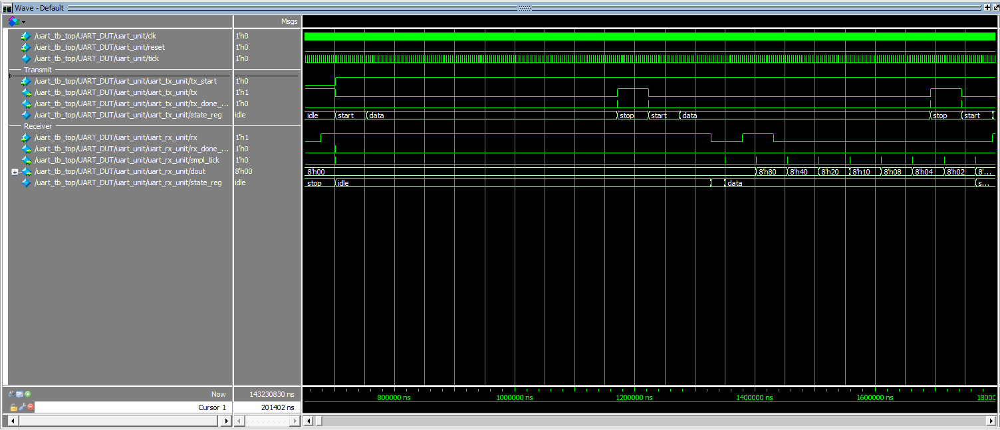 Wave - Default
Msgs
/uart_tb_top/UART_DUT/uart_unit/clk 1'h0
/uart_tb_top/UART_DUT/uart_unit/reset 1'h0
/uart_tb_top/UART_DUT/uart_unit/tick 1'h0
Transmit
/uart_tb_top/UART_DUT/uart_unit/uart_tx_unit/tx_start 1'h0
/uart_tb_top/UART_DUT/uart_unit/uart_tx_unit/tx 1'h1
/uart_tb_top/UART_DUT/uart_unit/uart_tx_unit/tx_done_... 1'h0
/uart_tb_top/UART_DUT/uart_unit/uart_tx_unit/state_reg idle idle start data stop start data stop start
Receiver
/uart_tb_top/UART_DUT/uart_unit/uart_rx_unit/rx 1'h1
/uart_tb_top/UART_DUT/uart_unit/uart_rx_unit/rx_done_... 1'h0
/uart_tb_top/UART_DUT/uart_unit/uart_rx_unit/smpl_tick 1'h0
/uart_tb_top/UART_DUT/uart_unit/uart_rx_unit/dout 8'h00 8'h00 8'h80 8'h40 8'h20 8'h10 8'h08 8'h04 8'h02 8'...
/uart_tb_top/UART_DUT/uart_unit/uart_rx_unit/state_reg idle stop idle data s...
Now 143230830 ns 800000 ns 1000000 ns 1200000 ns 1400000 ns 1600000 ns 18000
Cursor 1 201402 ns